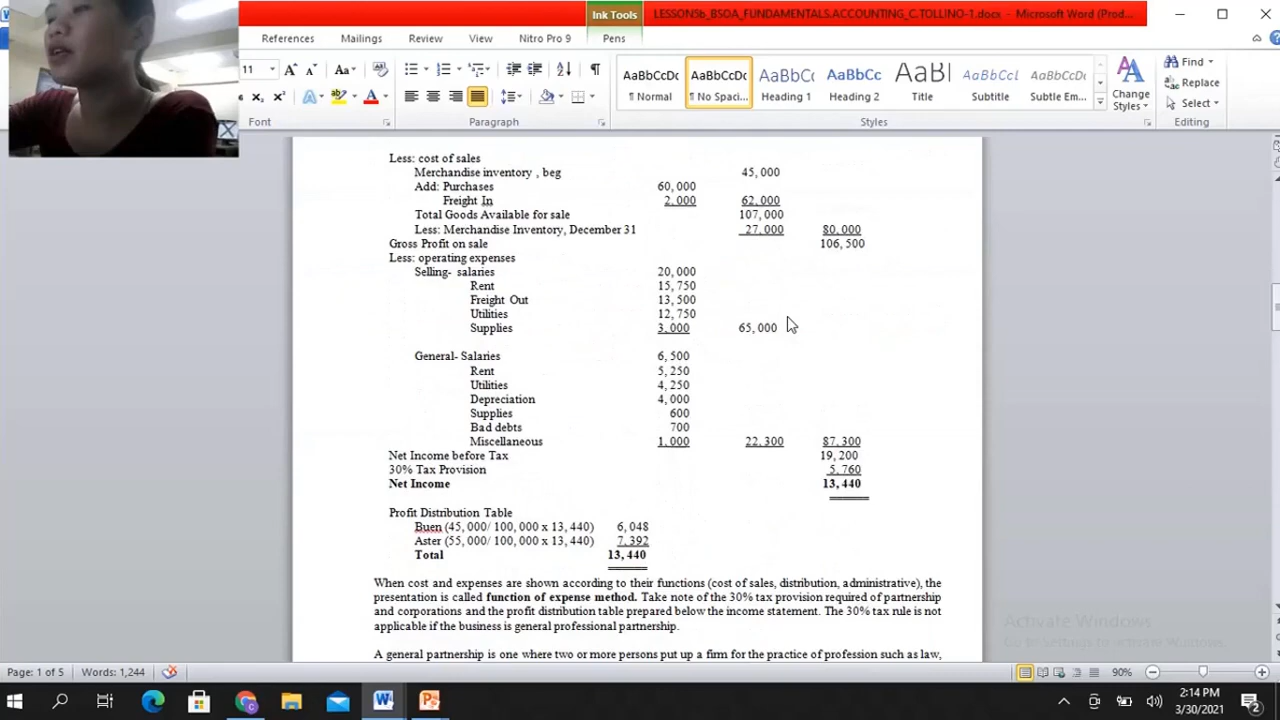 Ink Tools
LESSON5b_BSOA_FUNDAMENTALS.ACCOUNTING_C.TOLLINO-1.docx - Microsoft Word (Prod...
References Mailings Review View Nitro Pro 9 Pens
11 Aa
AaBbCcDc AaBbCcDc AaBbCc AaBbCc AaBl AaBbCcDc AaBbCcDc
¶ Normal ¶ No Spaci... Heading 1 Heading 2 Title Subtitle Subtle Em...
Change Styles
Find
Replace
Select
Font Paragraph Styles Editing
Less: cost of sales
Merchandise inventory , beg 45,000
Add: Purchases 60,000
Freight In 2,000 62,000
Total Goods Available for sale 107,000
Less: Merchandise Inventory, December 31 27,000 80,000
Gross Profit on sale 106,500
Less: operating expenses
Selling- salaries 20,000
Rent 15,750
Freight Out 13,500
Utilities 12,750
Supplies 3,000 65,000
General- Salaries 6,500
Rent 5,250
Utilities 4,250
Depreciation 4,000
Supplies 600
Bad debts 700
Miscellaneous 1,000 22,300 87,300
Net Income before Tax 19,200
30% Tax Provision 5,760
Net Income 13,440
Profit Distribution Table
Buen (45,000/ 100,000 x 13,440) 6,048
Aster (55,000/ 100,000 x 13,440) 7,392
Total 13,440
When cost and expenses are shown according to their functions (cost of sales, distribution, administrative), the
presentation is called function of expense method. Take note of the 30% tax provision required of partnership
and corporations and the profit distribution table prepared below the income statement. The 30% tax rule is not
applicable if the business is general professional partnership.
A general partnership is one where two or more persons put up a firm for the practice of profession such as law,
Activate Windows
Go to Settings to activate Windows.
Page: 1 of 5 Words: 1,244 90%
2:14 PM
3/30/2021
2